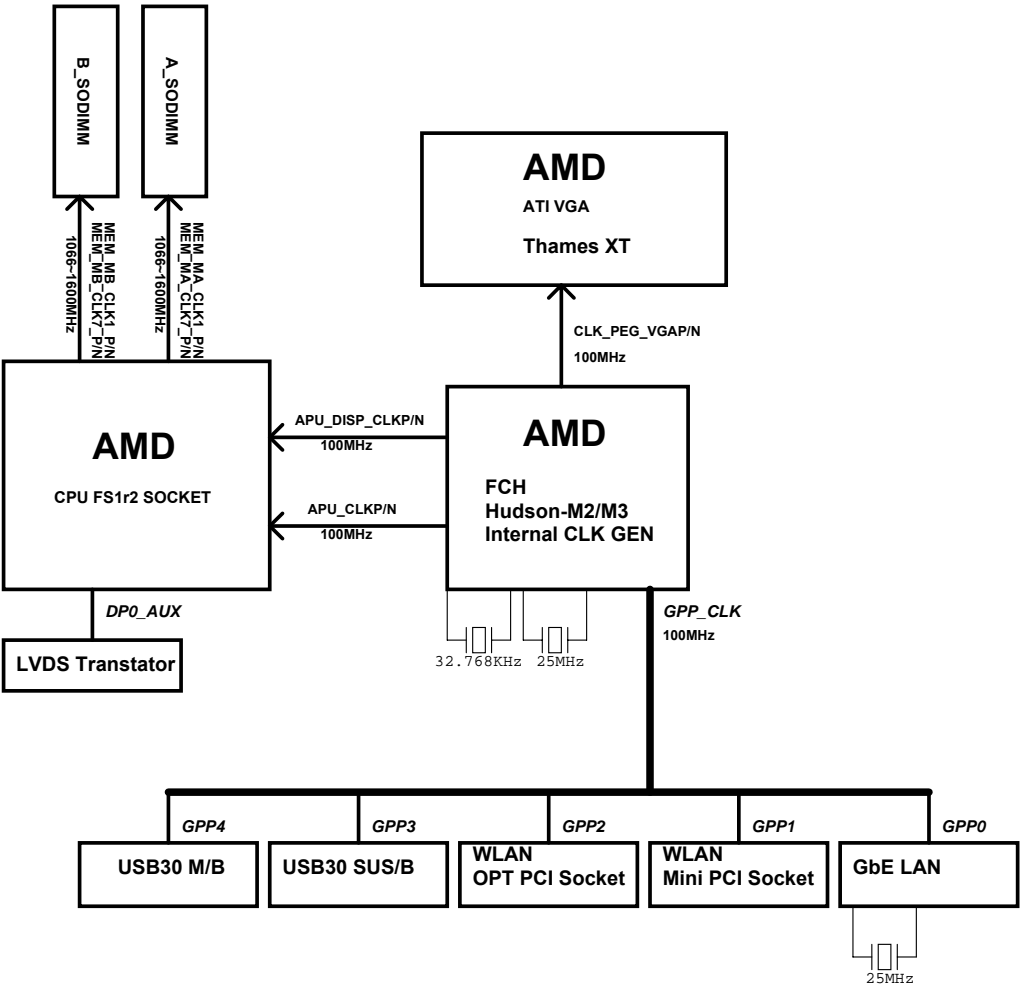 B_SODIMM
A_SODIMM
MEM_MB_CLK1_P/N
MEM_MB_CLK7_P/N
1066~1600MHz
MEM_MA_CLK1_P/N
MEM_MA_CLK7_P/N
1066~1600MHz
AMD
ATI VGA
Thames XT
CLK_PEG_VGAP/N
100MHz
AMD
CPU FS1r2 SOCKET
APU_DISP_CLKP/N
100MHz
APU_CLKP/N
100MHz
AMD
FCH
Hudson-M2/M3
Internal CLK GEN
DP0_AUX
LVDS Transtator
32.768KHz
25MHz
GPP_CLK
100MHz
GPP4
GPP3
GPP2
GPP1
GPP0
USB30 M/B
USB30 SUS/B
WLAN
OPT PCI Socket
WLAN
Mini PCI Socket
GbE LAN
25MHz